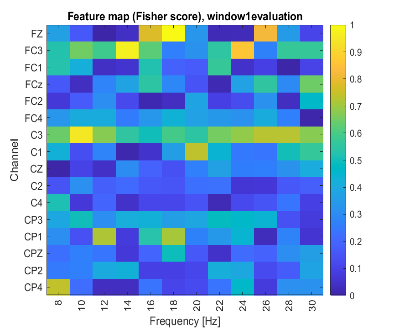 Feature map (Fisher score), window1evaluation
Channel
FZ
FC3
FC1
FCz
FC2
FC4
C3
C1
CZ
C2
C4
CP3
CP1
CPZ
CP2
CP4
8 10 12 14 16 18 20 22 24 26 28 30
Frequency [Hz]
1
0.9
0.8
0.7
0.6
0.5
0.4
0.3
0.2
0.1
0